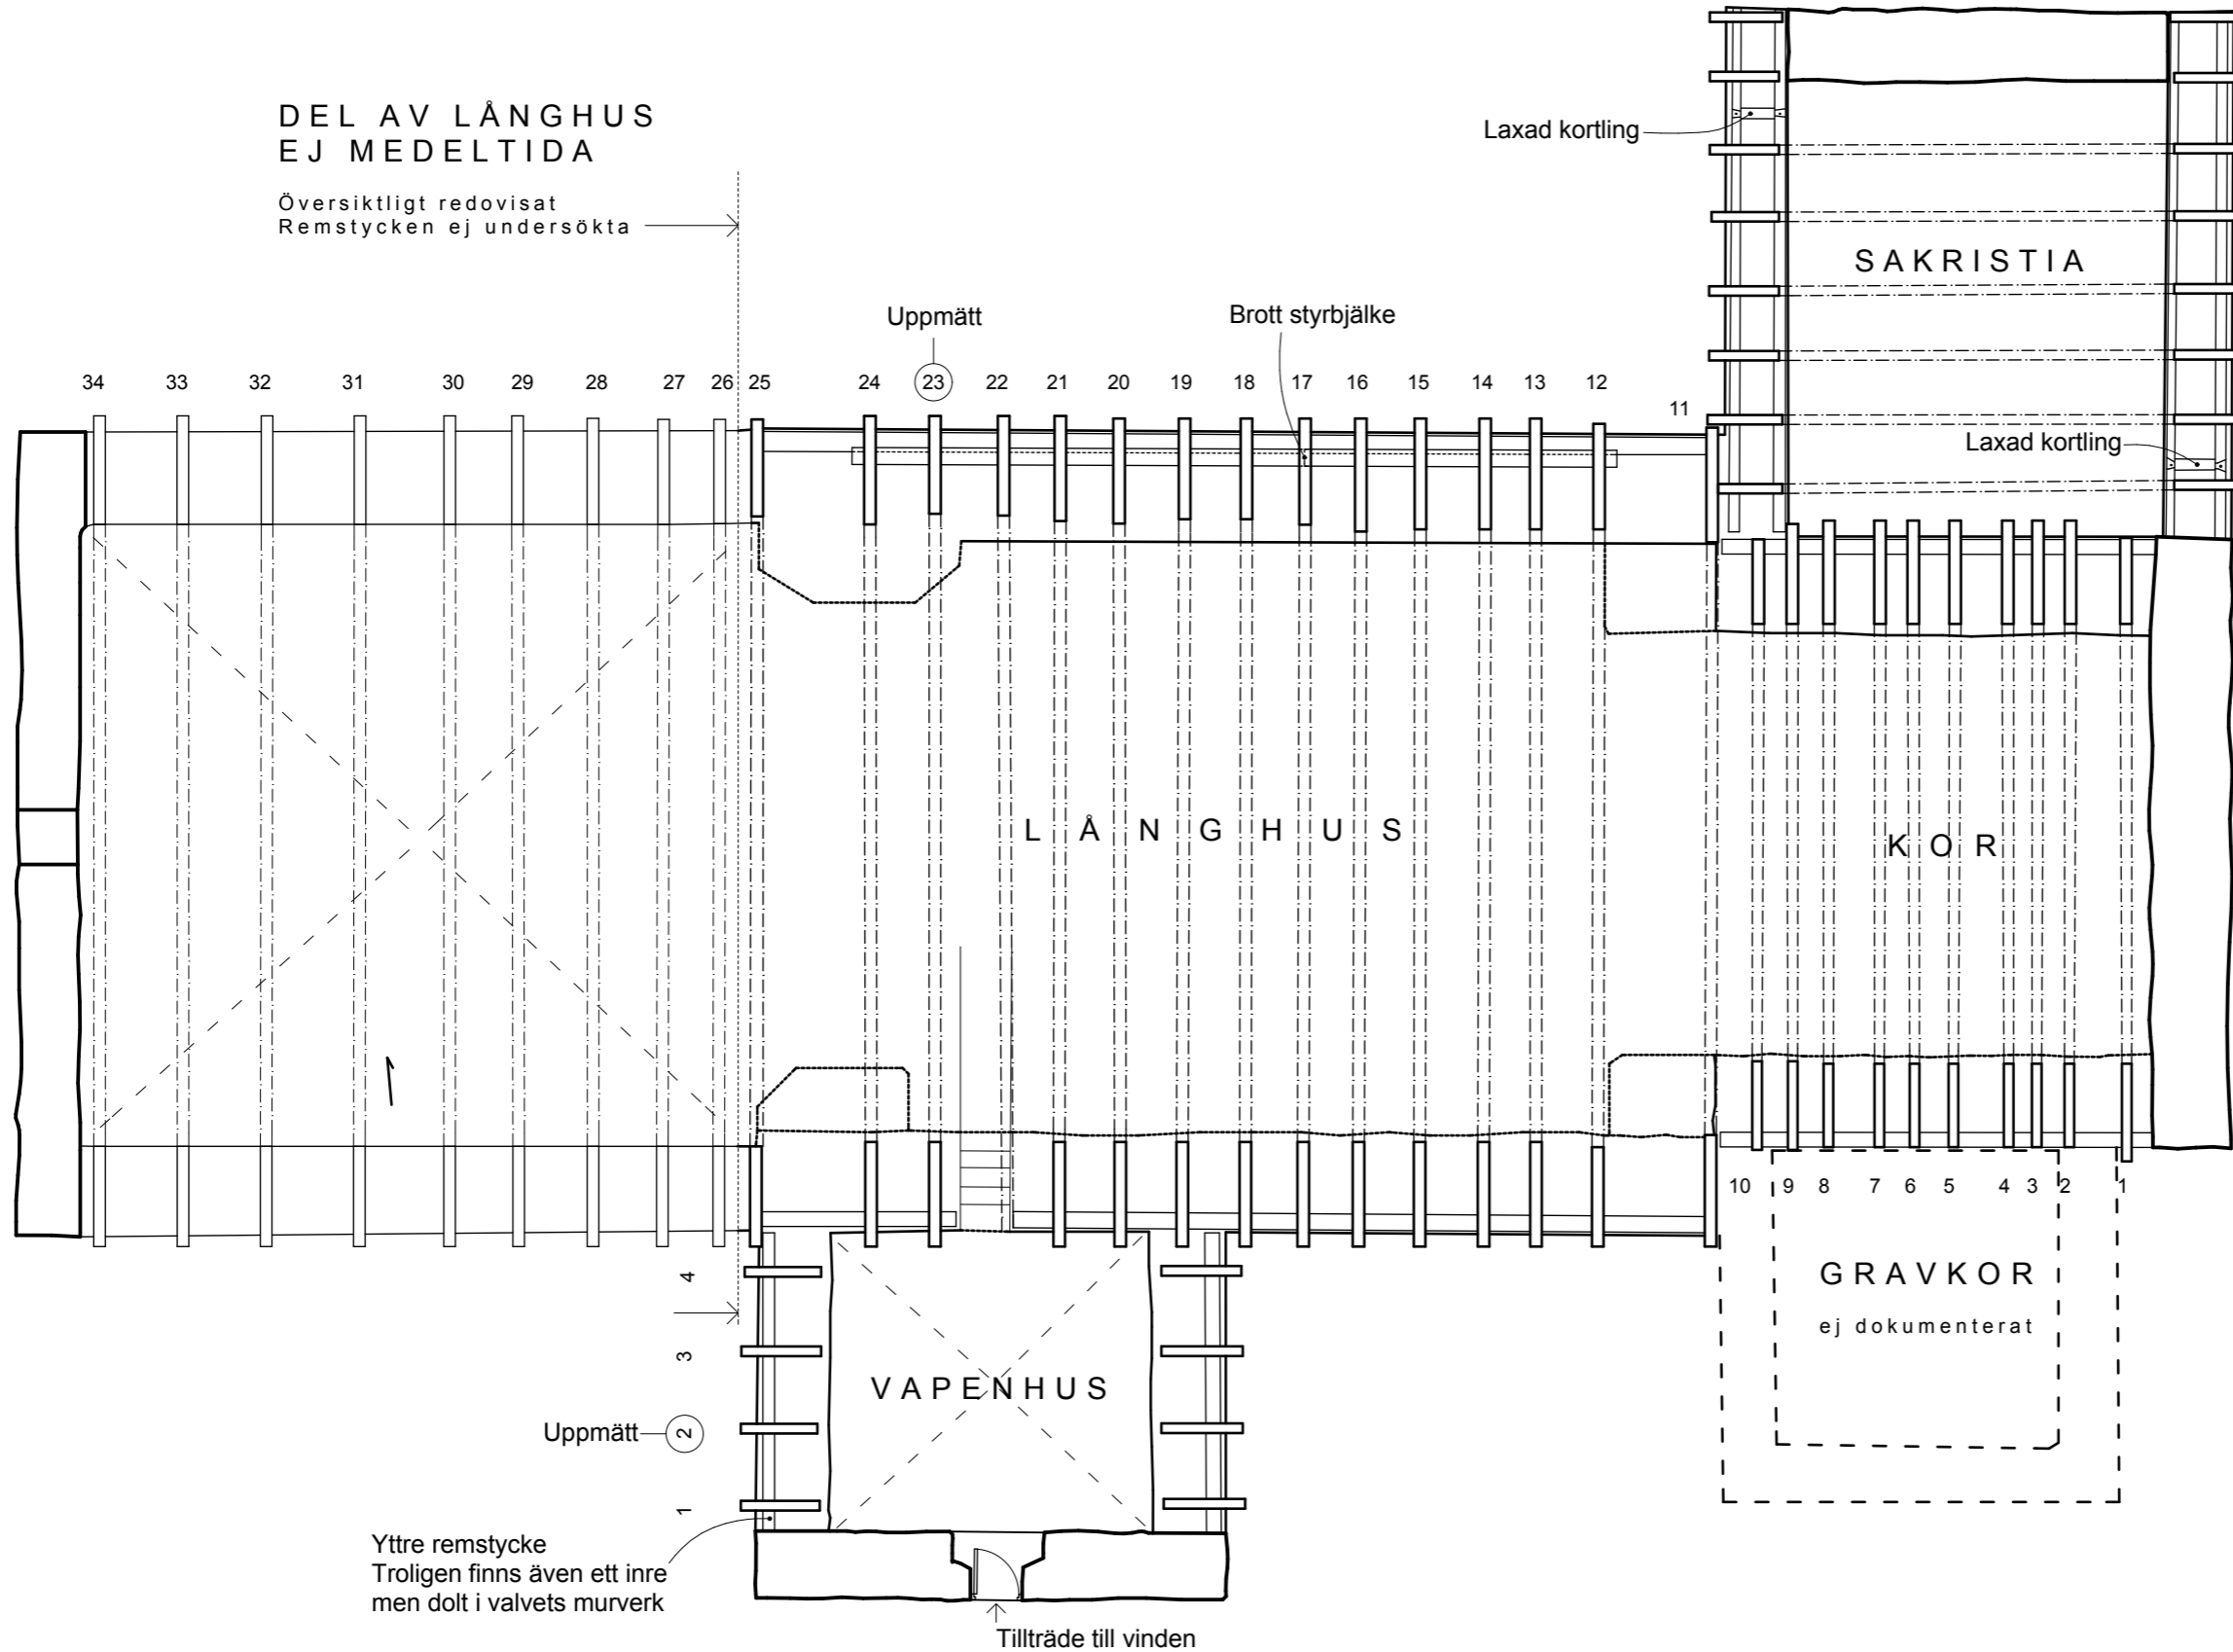 DEL AV LÅNGHUS
EJ MEDELTIDA
Översiktligt redovisat
Remstycken ej undersökta
Laxad kortling
SAKRISTIA
Uppmätt
Brott styrbjälke
34 33 32 31 30 29 28 27 26 25 24 23 22 21 20 19 18 17 16 15 14 13 12
11
Laxad kortling
LÅNGHUS
KOR
10 9 8 7 6 5 4 3 2 1
GRAVKOR
ej dokumenterat
4
3
VAPENHUS
Uppmätt 2
1
Yttre remstycke
Troligen finns även ett inre
men dolt i valvets murverk
Tillträde till vinden